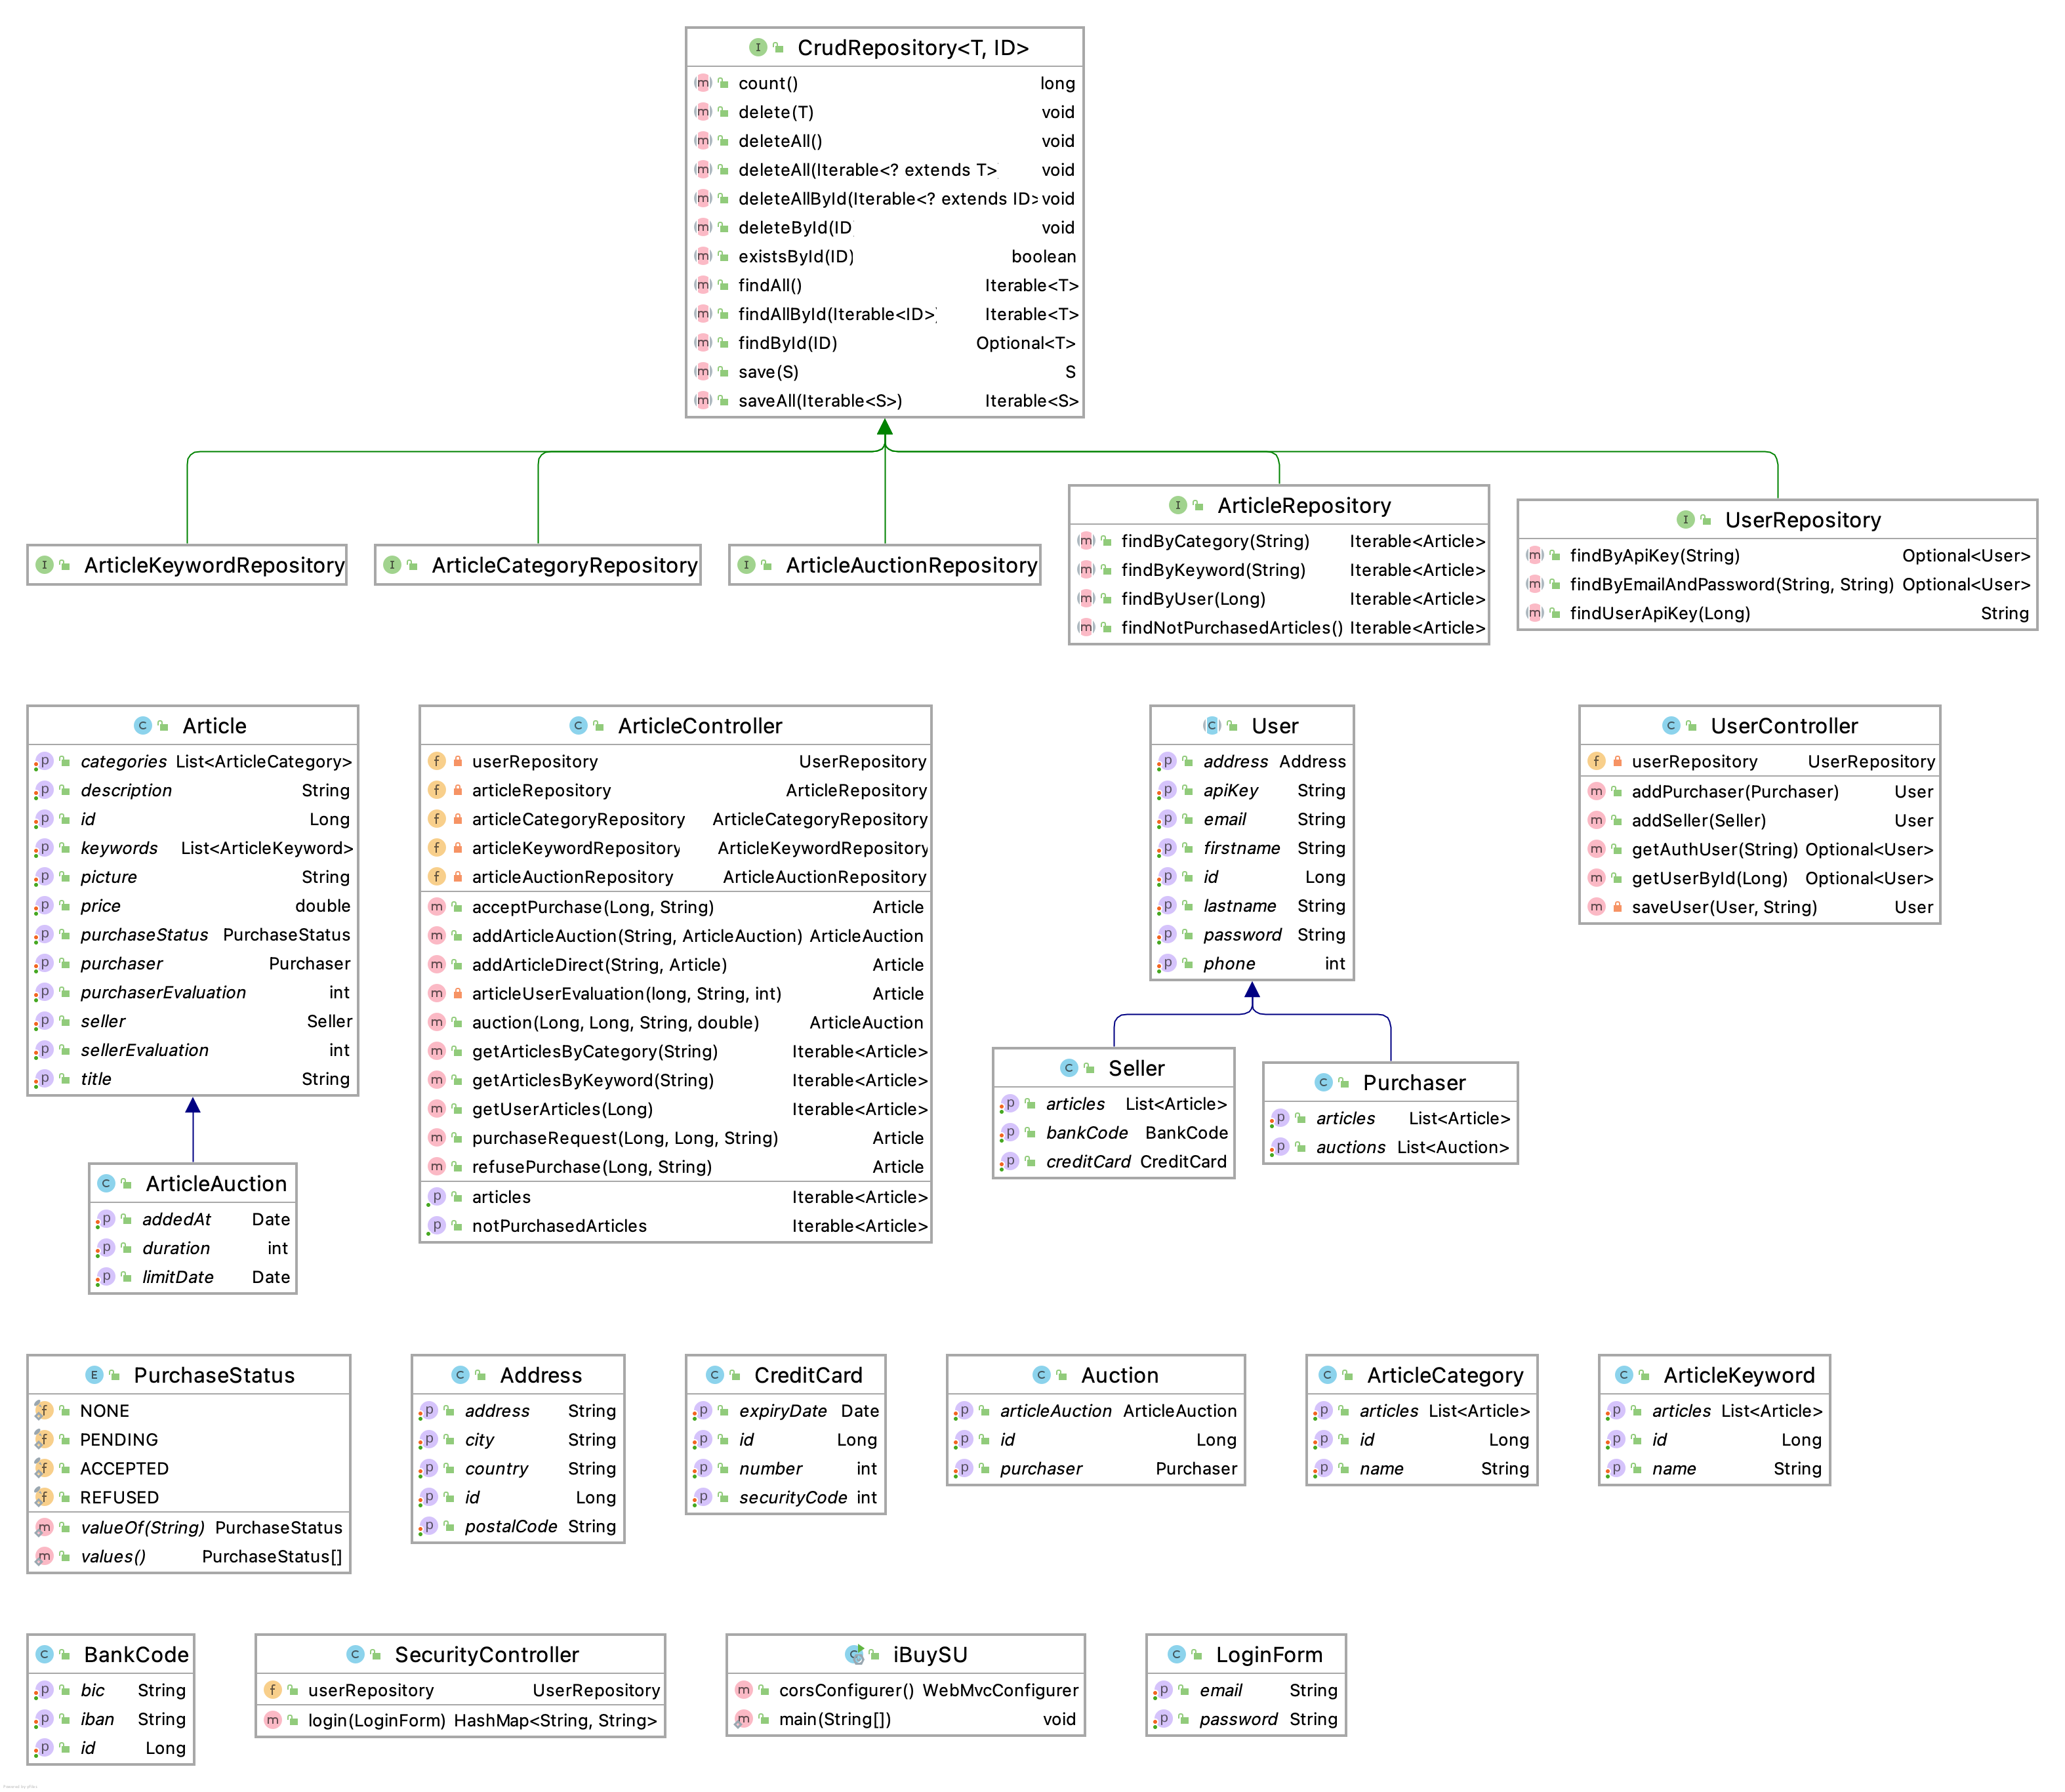 CrudRepository<T, ID>
count() long
delete(T) void
deleteAll() void
deleteAll(Iterable<? extends T> void
deleteAllById(Iterable<? extends ID> void
deleteById(ID void
existsById(ID) boolean
findAll() Iterable<T>
findAllById(Iterable<ID>) Iterable<T>
findById(ID) Optional<T>
save(S) S
saveAll(Iterable<S>) Iterable<S>
ArticleKeywordRepository
ArticleCategoryRepository
ArticleAuctionRepository
ArticleRepository
findByCategory(String) Iterable<Article>
findByKeyword(String) Iterable<Article>
findByUser(Long) Iterable<Article>
findNotPurchasedArticles() Iterable<Article>
UserRepository
findByApiKey(String) Optional<User>
findByEmailAndPassword(String, String) Optional<User>
findUserApiKey(Long) String
Article
categories List<ArticleCategory>
description String
id Long
keywords List<ArticleKeyword>
picture String
price double
purchaseStatus PurchaseStatus
purchaser Purchaser
purchaserEvaluation int
seller Seller
sellerEvaluation int
title String
ArticleController
userRepository UserRepository
articleRepository ArticleRepository
articleCategoryRepository ArticleCategoryRepository
articleKeywordRepository ArticleKeywordRepository
articleAuctionRepository ArticleAuctionRepository
acceptPurchase(Long, String) Article
addArticleAuction(String, ArticleAuction) ArticleAuction
addArticleDirect(String, Article) Article
articleUserEvaluation(long, String, int) Article
auction(Long, Long, String, double) ArticleAuction
getArticlesByCategory(String) Iterable<Article>
getArticlesByKeyword(String) Iterable<Article>
getUserArticles(Long) Iterable<Article>
purchaseRequest(Long, Long, String) Article
refusePurchase(Long, String) Article
articles Iterable<Article>
notPurchasedArticles Iterable<Article>
User
address Address
apiKey String
email String
firstname String
id Long
lastname String
password String
phone int
UserController
userRepository UserRepository
addPurchaser(Purchaser) User
addSeller(Seller) User
getAuthUser(String) Optional<User>
getUserById(Long) Optional<User>
saveUser(User, String) User
Seller
articles List<Article>
bankCode BankCode
creditCard CreditCard
Purchaser
articles List<Article>
auctions List<Auction>
ArticleAuction
addedAt Date
duration int
limitDate Date
PurchaseStatus
NONE
PENDING
ACCEPTED
REFUSED
valueOf(String) PurchaseStatus
values() PurchaseStatus[]
Address
address String
city String
country String
id Long
postalCode String
CreditCard
expiryDate Date
id Long
number int
securityCode int
Auction
articleAuction ArticleAuction
id Long
purchaser Purchaser
ArticleCategory
articles List<Article>
id Long
name String
ArticleKeyword
articles List<Article>
id Long
name String
BankCode
bic String
iban String
id Long
SecurityController
userRepository UserRepository
login(LoginForm) HashMap<String, String>
iBuySU
corsConfigurer() WebMvcConfigurer
main(String[]) void
LoginForm
email String
password String